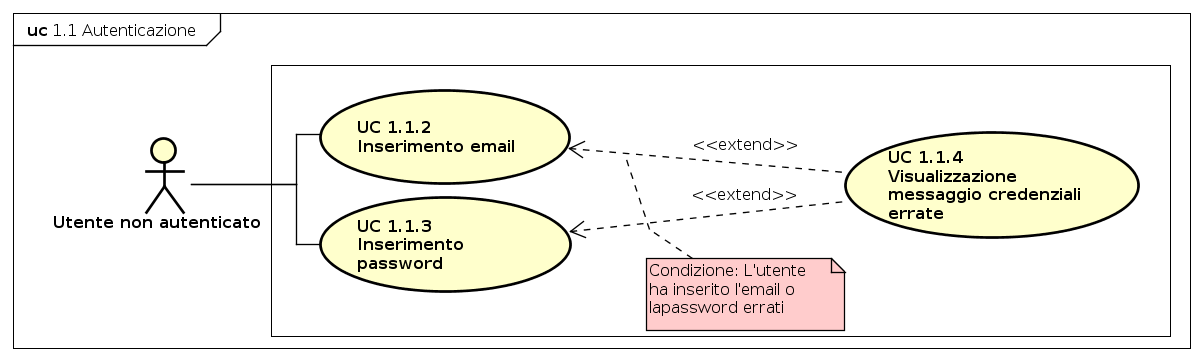 uc 1.1 Autenticazione
UC 1.1.2
Inserimento email
<<extend>>
UC 1.1.4
Visualizzazione
messaggio credenziali
errate
<<extend>>
Utente non autenticato
UC 1.1.3
Inserimento
password
Condizione: L'utente
ha inserito l'email o
lapassword errati